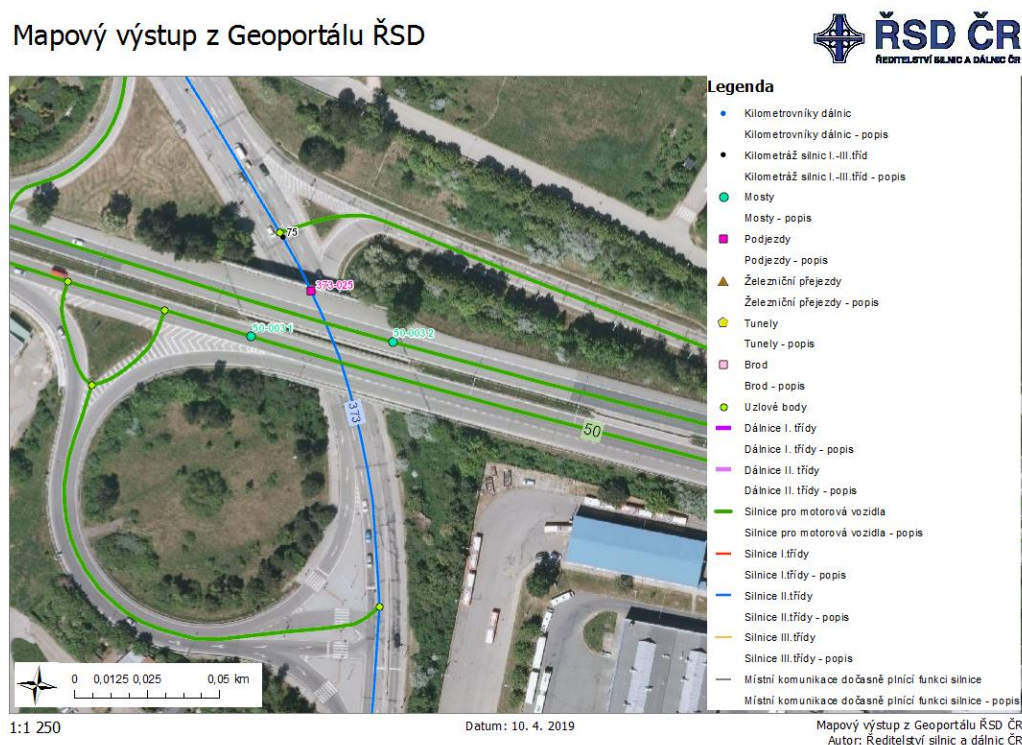 Mapový výstup z Geoportálu ŘSD
ŘSD ČR
ŘEDITELSTVÍ SILNIC A DÁLNIC ČR
75
373-025
50-003 1
50-003 2
373
50
0 0,0125 0,025 0,05 km
Legenda
Kilometrovníky dálnic
Kilometrovníky dálnic - popis
Kilometráž silnic I.-III.tříd
Kilometráž silnic I.-III.tříd - popis
Mosty
Mosty - popis
Podjezdy
Podjezdy - popis
Železniční přejezdy
Železniční přejezdy - popis
Tunely
Tunely - popis
Brod
Brod - popis
Uzlové body
Dálnice I. třídy
Dálnice I. třídy - popis
Dálnice II. třídy
Dálnice II. třídy - popis
Silnice pro motorová vozidla
Silnice pro motorová vozidla - popis
Silnice I.třídy
Silnice I.třídy - popis
Silnice II.třídy
Silnice II.třídy - popis
Silnice III.třídy
Silnice III.třídy - popis
Místní komunikace dočasně plnící funkci silnice
Místní komunikace dočasně plnící funkci silnice - popis
1:1 250
Datum: 10. 4. 2019
Mapový výstup z Geoportálu ŘSD ČR
Autor: Ředitelství silnic a dálnic ČR